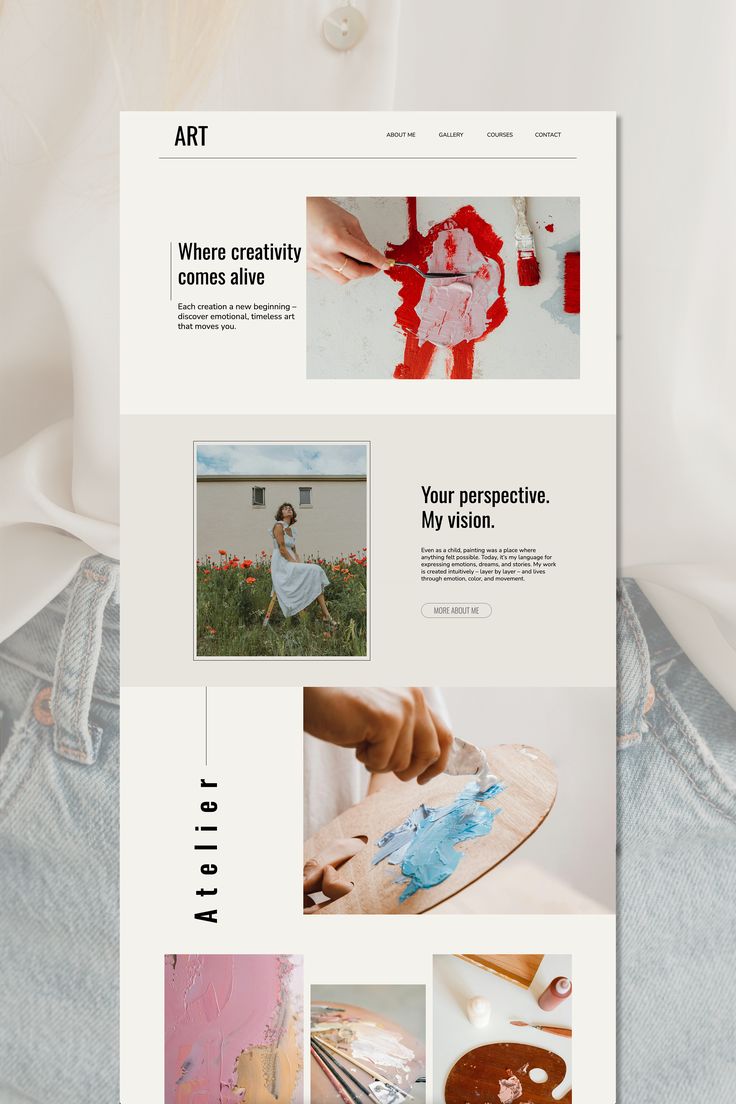 ART
ABOUT ME GALLERY COURSES CONTACT
Where creativity
comes alive
Each creation a new beginning –
discover emotional, timeless art
that moves you.
Your perspective.
My vision.
Even as a child, painting was a place where
anything felt possible. Today, it's my language for
expressing emotions, dreams, and stories. My work
is created intuitively – layer by layer – and lives
through emotion, color, and movement.
MORE ABOUT ME
Atelier